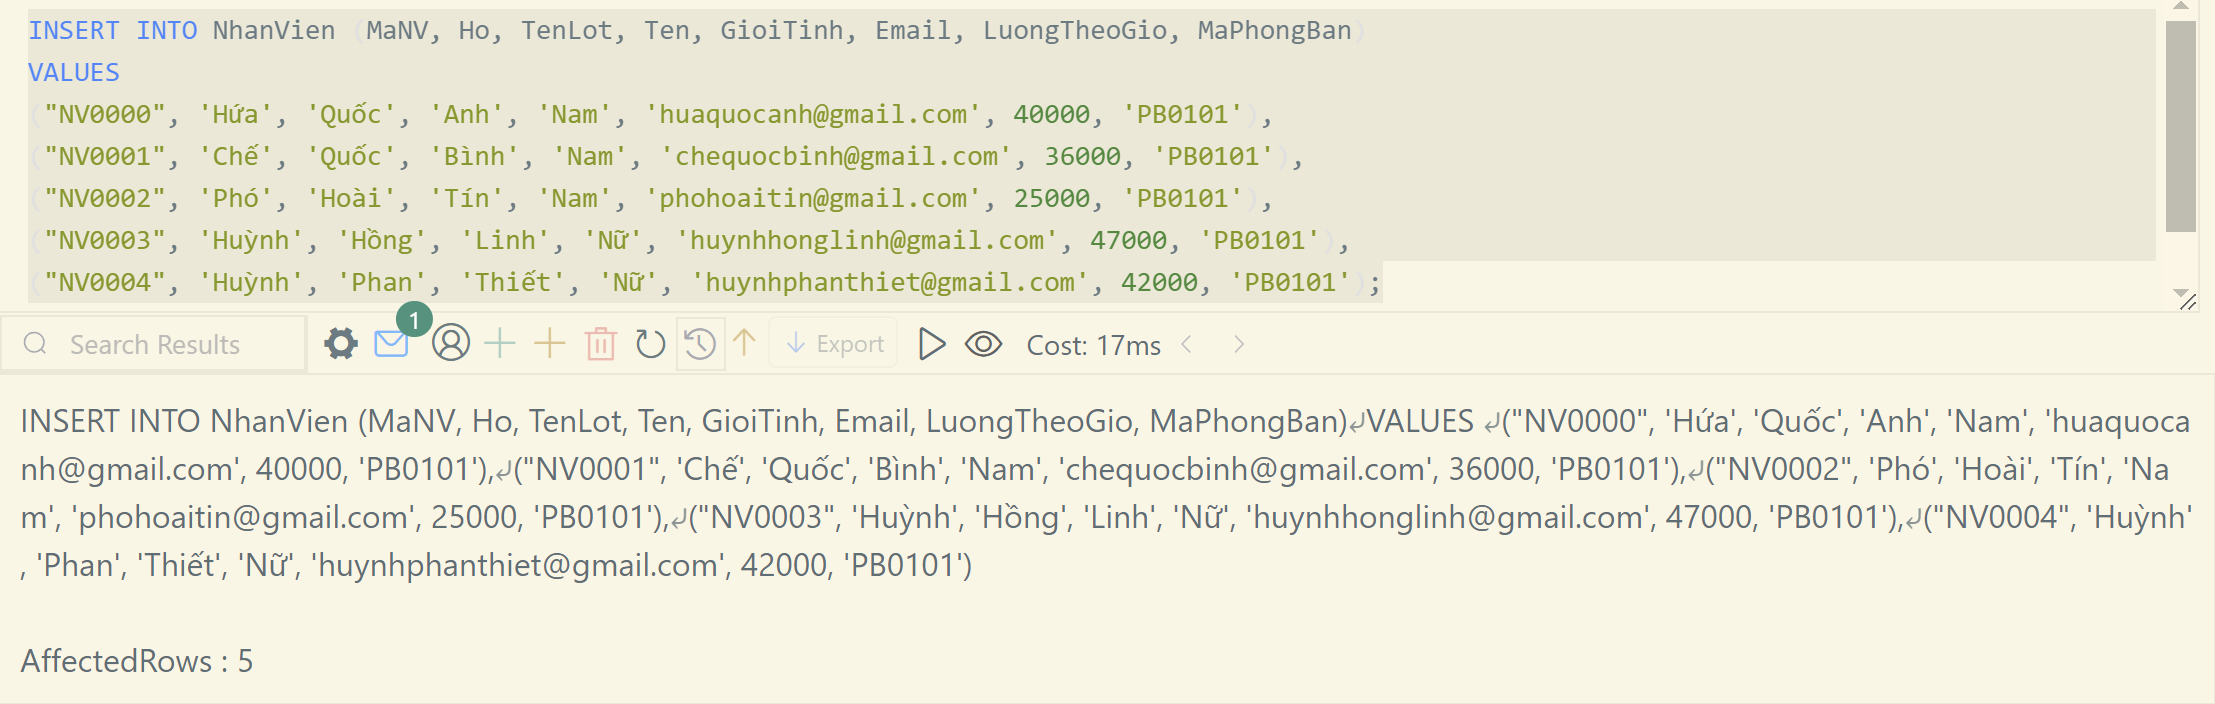 INSERT INTO NhanVien (MaNV, Ho, TenLot, Ten, GioiTinh, Email, LuongTheoGio, MaPhongBan)
VALUES
("NV0000", 'Hứa', 'Quốc', 'Anh', 'Nam', 'huaquocanh@gmail.com', 40000, 'PB0101'),
("NV0001", 'Chế', 'Quốc', 'Bình', 'Nam', 'chequocbinh@gmail.com', 36000, 'PB0101'),
("NV0002", 'Phó', 'Hoài', 'Tín', 'Nam', 'phohoaitin@gmail.com', 25000, 'PB0101'),
("NV0003", 'Huỳnh', 'Hồng', 'Linh', 'Nữ', 'huynhhonglinh@gmail.com', 47000, 'PB0101'),
("NV0004", 'Huỳnh', 'Phan', 'Thiết', 'Nữ', 'huynhphanthiet@gmail.com', 42000, 'PB0101');
Search Results 1 Export Cost: 17ms
INSERT INTO NhanVien (MaNV, Ho, TenLot, Ten, GioiTinh, Email, LuongTheoGio, MaPhongBan)↲VALUES ↲("NV0000", 'Hứa', 'Quốc', 'Anh', 'Nam', 'huaquoca
nh@gmail.com', 40000, 'PB0101'),↲("NV0001", 'Chế', 'Quốc', 'Bình', 'Nam', 'chequocbinh@gmail.com', 36000, 'PB0101'),↲("NV0002", 'Phó', 'Hoài', 'Tín', 'Na
m', 'phohoaitin@gmail.com', 25000, 'PB0101'),↲("NV0003", 'Huỳnh', 'Hồng', 'Linh', 'Nữ', 'huynhhonglinh@gmail.com', 47000, 'PB0101'),↲("NV0004", 'Huỳnh'
, 'Phan', 'Thiết', 'Nữ', 'huynhphanthiet@gmail.com', 42000, 'PB0101')
AffectedRows : 5